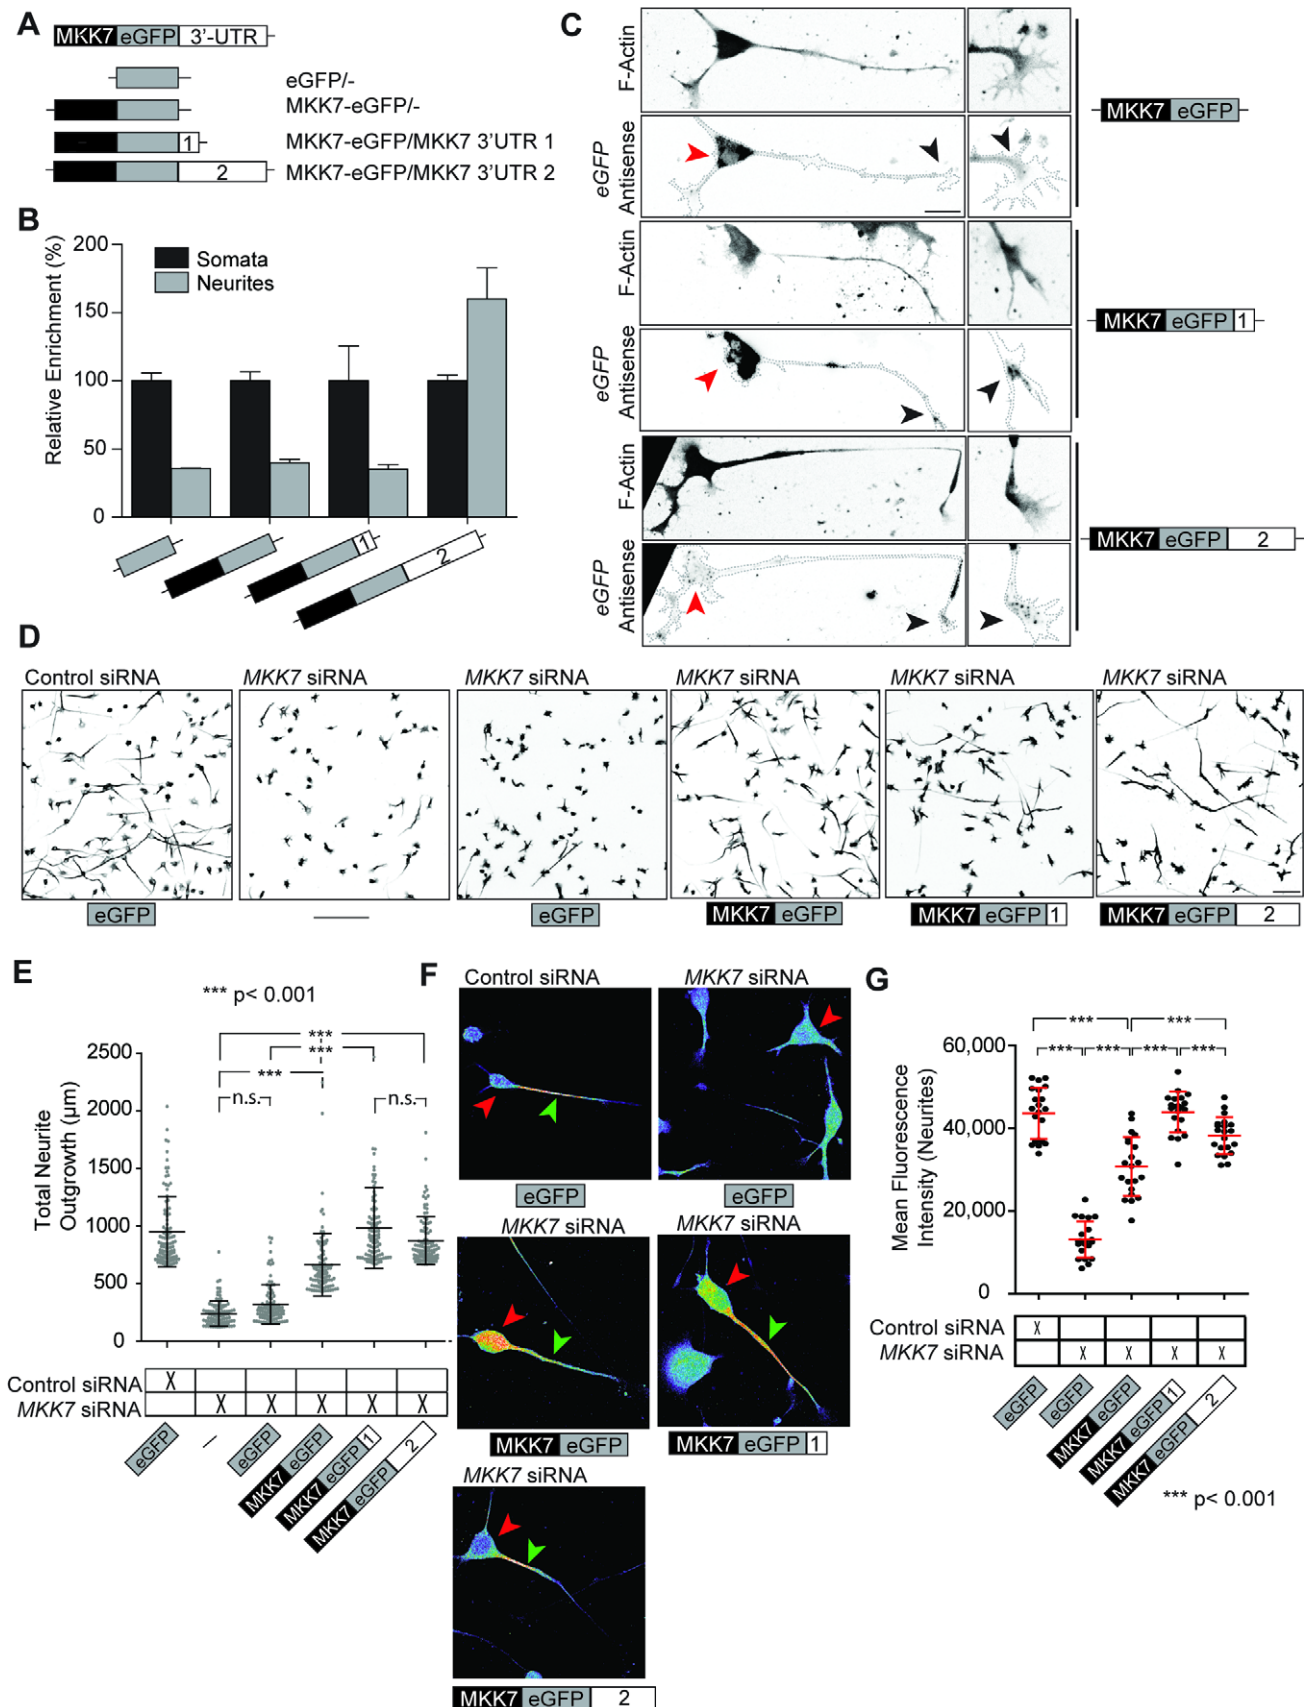 A
MKK7 eGFP 3'-UTR
eGFP/-
MKK7-eGFP/-
1 MKK7-eGFP/MKK7 3'UTR 1
2 MKK7-eGFP/MKK7 3'UTR 2
B
Relative Enrichment (%)
200
150
100
50
0
Somata
Neurites
1
2
C
F-Actin
eGFP Antisense
MKK7 eGFP
F-Actin
eGFP Antisense
MKK7 eGFP 1
F-Actin
eGFP Antisense
MKK7 eGFP 2
D
Control siRNA
MKK7 siRNA
MKK7 siRNA
MKK7 siRNA
MKK7 siRNA
MKK7 siRNA
eGFP
eGFP
MKK7 eGFP
MKK7 eGFP 1
MKK7 eGFP 2
E
*** p< 0.001
***
***
***
n.s.
n.s.
Total Neurite
Outgrowth (µm)
2500
2000
1500
1000
500
0
Control siRNA X
MKK7 siRNA X X X X X
eGFP
–
eGFP
MKK7 eGFP
MKK7 eGFP 1
MKK7 eGFP 2
F
Control siRNA
MKK7 siRNA
eGFP
eGFP
MKK7 siRNA
MKK7 siRNA
MKK7 eGFP
MKK7 eGFP 1
MKK7 siRNA
MKK7 eGFP 2
G
*** ***
*** *** *** ***
Mean Fluorescence
Intensity (Neurites)
60,000
40,000
20,000
0
Control siRNA X
MKK7 siRNA X X X X
eGFP
eGFP
MKK7 eGFP
MKK7 eGFP 1
MKK7 eGFP 2
*** p< 0.001